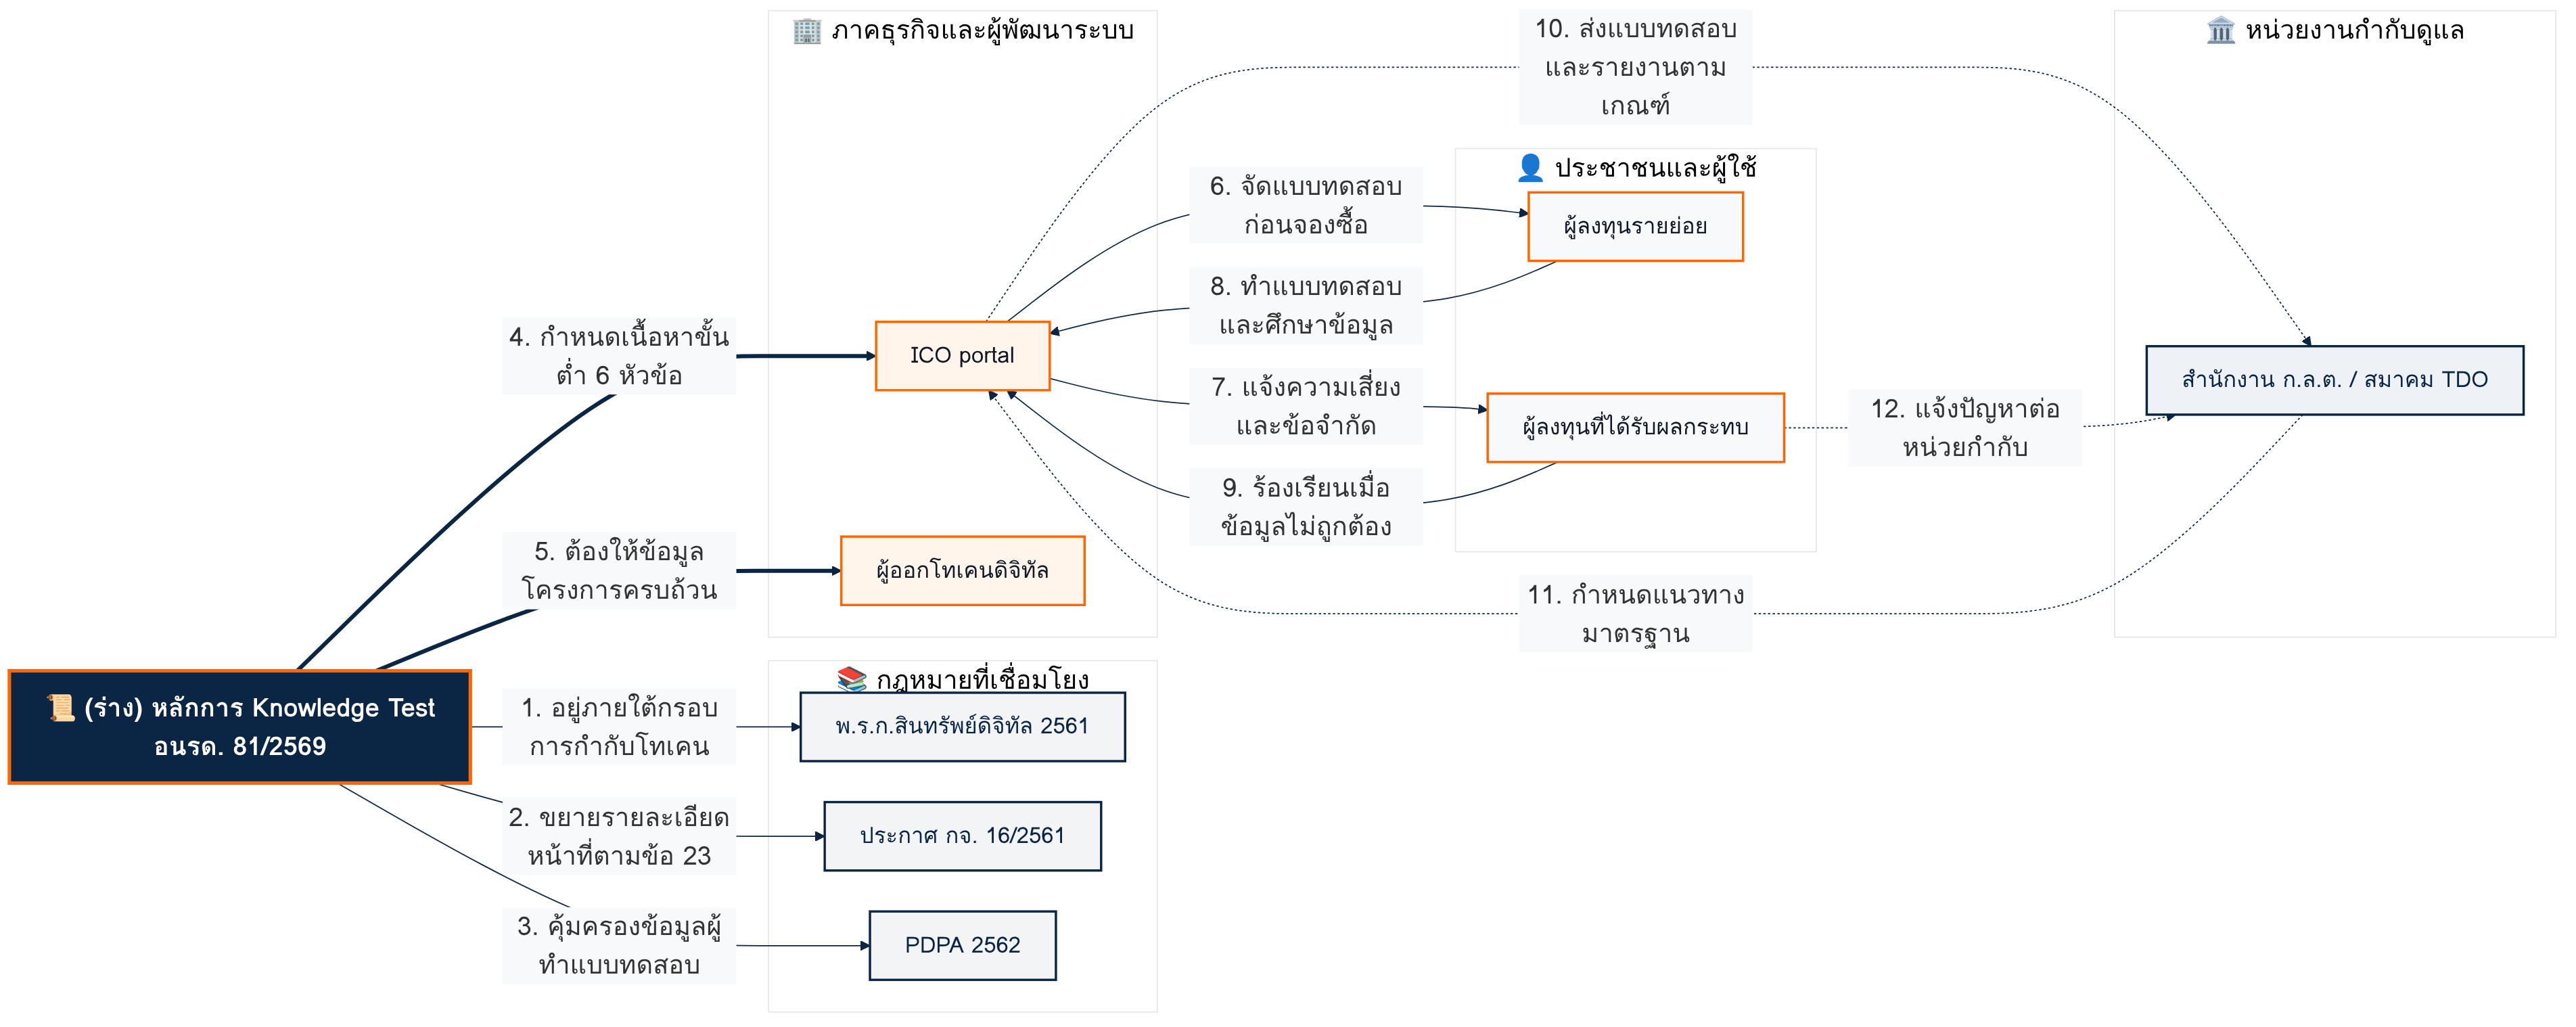 🏢 ภาคธุรกิจและผู้พัฒนาระบบ
10. ส่งแบบทดสอบ
และรายงานตาม
เกณฑ์
🏛️ หน่วยงานกำกับดูแล
👤 ประชาชนและผู้ใช้
6. จัดแบบทดสอบ
ก่อนจองซื้อ
ผู้ลงทุนรายย่อย
8. ทำแบบทดสอบ
และศึกษาข้อมูล
4. กำหนดเนื้อหาขั้น
ต่ำ 6 หัวข้อ
ICO portal
7. แจ้งความเสี่ยง
และข้อจำกัด
ผู้ลงทุนที่ได้รับผลกระทบ
12. แจ้งปัญหาต่อ
หน่วยกำกับ
สำนักงาน ก.ล.ต. / สมาคม TDO
9. ร้องเรียนเมื่อ
ข้อมูลไม่ถูกต้อง
5. ต้องให้ข้อมูล
โครงการครบถ้วน
ผู้ออกโทเคนดิจิทัล
11. กำหนดแนวทาง
มาตรฐาน
📜 (ร่าง) หลักการ Knowledge Test
อนรด. 81/2569
📚 กฎหมายที่เชื่อมโยง
1. อยู่ภายใต้กรอบ
การกำกับโทเคน
พ.ร.ก.สินทรัพย์ดิจิทัล 2561
2. ขยายรายละเอียด
หน้าที่ตามข้อ 23
ประกาศ กจ. 16/2561
3. คุ้มครองข้อมูลผู้
ทำแบบทดสอบ
PDPA 2562